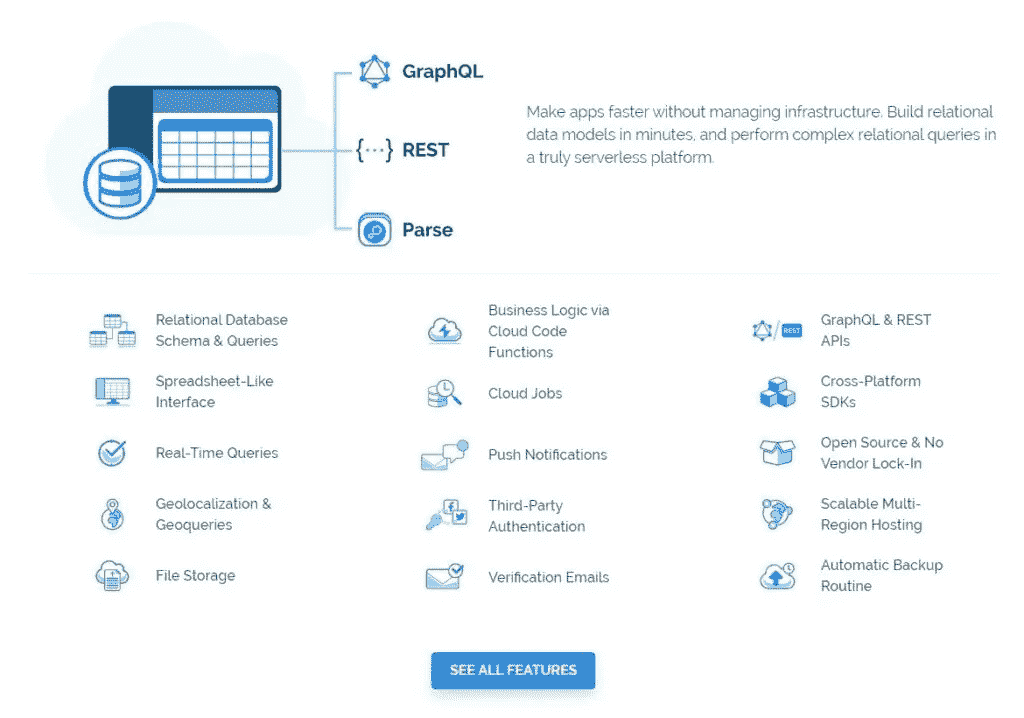 GraphQL
REST
Parse
Make apps faster without managing infrastructure. Build relational
data models in minutes, and perform complex relational queries in
a truly serverless platform.
Relational Database
Schema & Queries
Spreadsheet-Like
Interface
Real-Time Queries
Geolocalization &
Geoqueries
File Storage
Business Logic via
Cloud Code
Functions
Cloud Jobs
Push Notifications
Third-Party
Authentication
Verification Emails
REST
GraphQL & REST
APIs
Cross-Platform
SDKs
Open Source & No
Vendor Lock-In
Scalable Multi-
Region Hosting
Automatic Backup
Routine
SEE ALL FEATURES